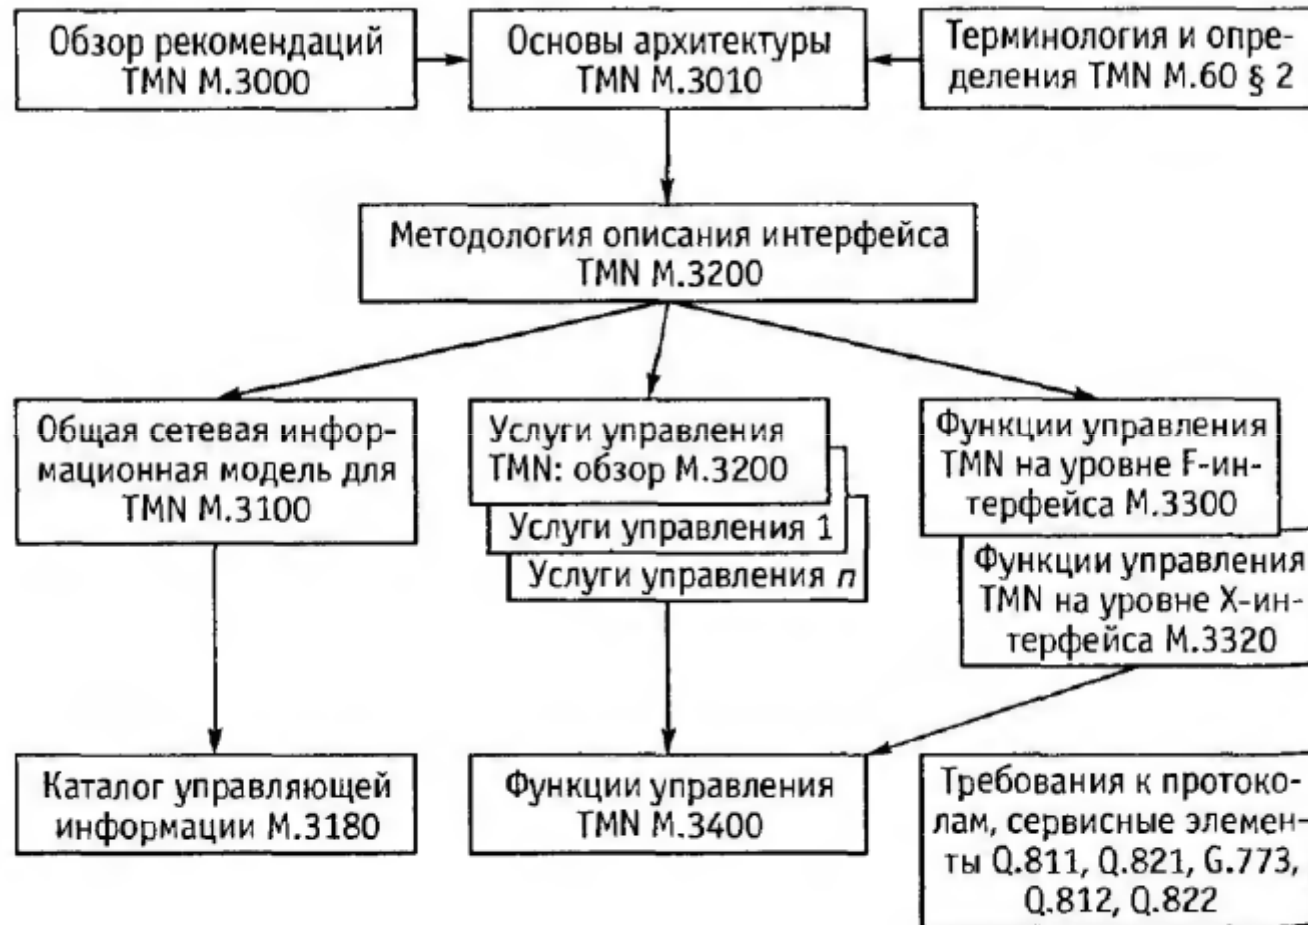 Обзор рекомендаций
TMN M.3000
Основы архитектуры
TMN M.3010
Терминология и опре-
деления TMN M.60 § 2
Методология описания интерфейса
TMN M.3200
Общая сетевая инфор-
мационная модель для
TMN M.3100
Услуги управления
TMN: обзор M.3200
Услуги управления 1
Услуги управления n
Функции управления
TMN на уровне F-ин-
терфейса M.3300
Функции управления
TMN на уровне X-ин-
терфейса M.3320
Каталог управляющей
информации M.3180
Функции управления
TMN M.3400
Требования к протоко-
лам, сервисные элемен-
ты Q.811, Q.821, G.773,
Q.812, Q.822